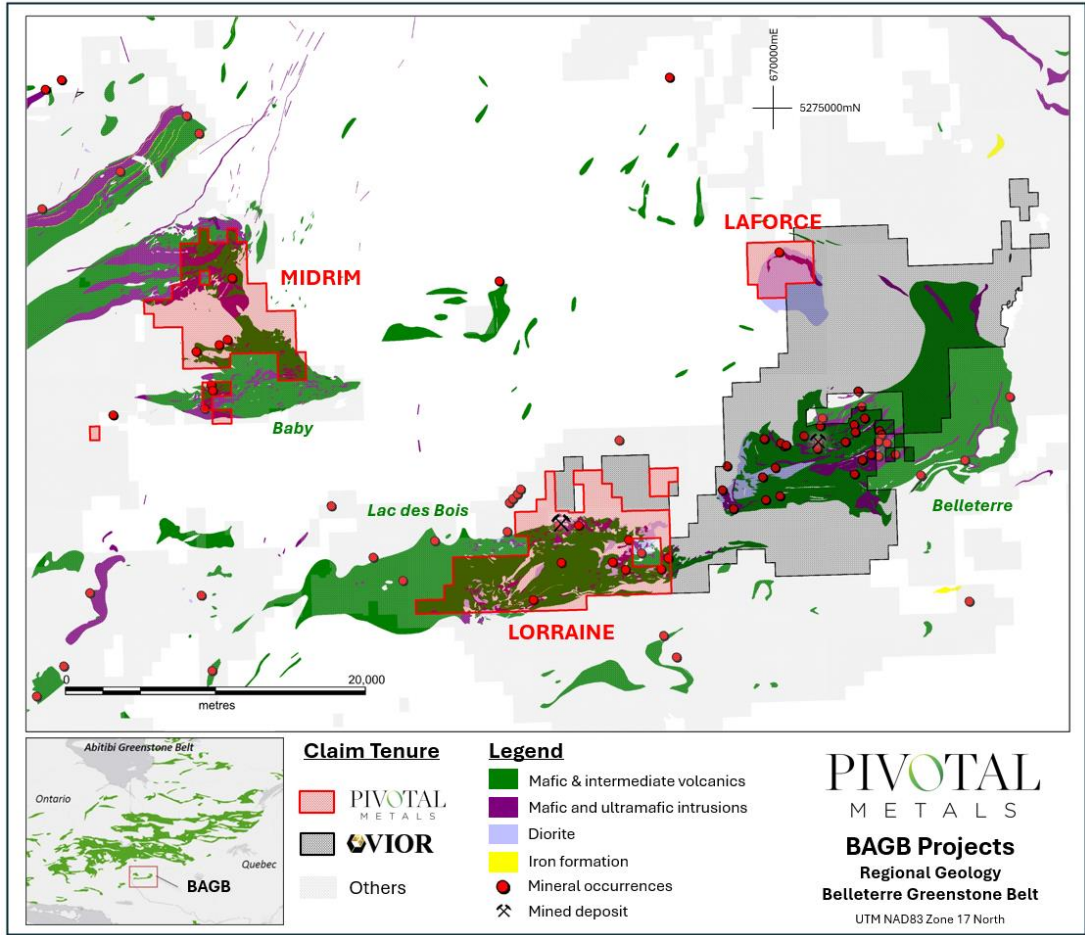 670000mE
5275000mN
LAFORCE
MIDRIM
Baby
Lac des Bois
Belleterre
LORRAINE
0
20,000
metres
Abitibi Greenstone Belt
Ontario
Quebec
BAGB
Claim Tenure
PIVOTAL
METALS
VIOR
Others
Legend
Mafic & intermediate volcanics
Mafic and ultramafic intrusions
Diorite
Iron formation
Mineral occurrences
Mined deposit
PIVOTAL
METALS
BAGB Projects
Regional Geology
Belleterre Greenstone Belt
UTM NAD83 Zone 17 North